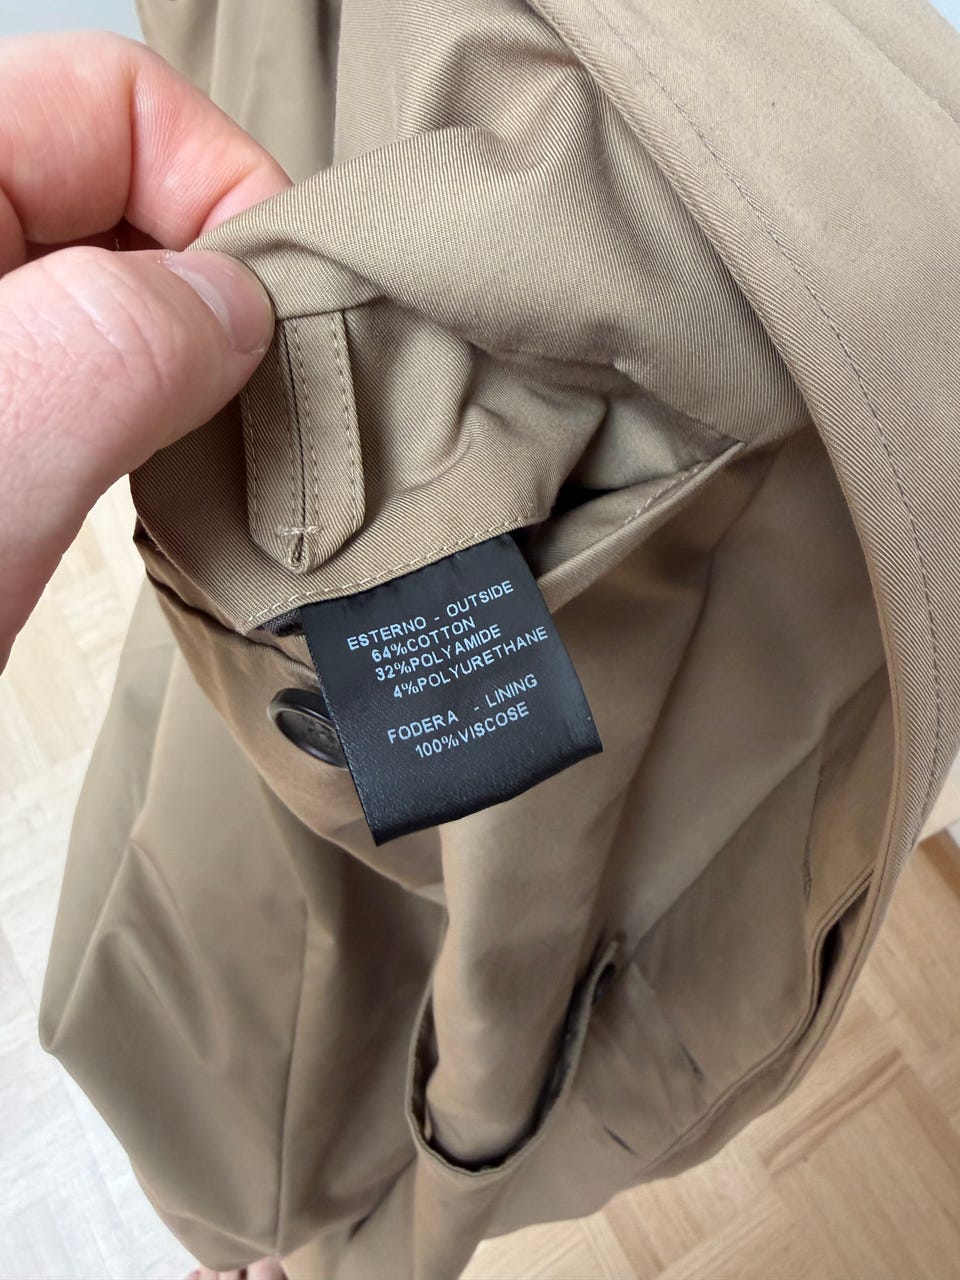 ESTERNO - OUTSIDE
64%COTTON
32%POLYAMIDE
4%POLYURETHANE
FODERA - LINING
100%VISCOSE